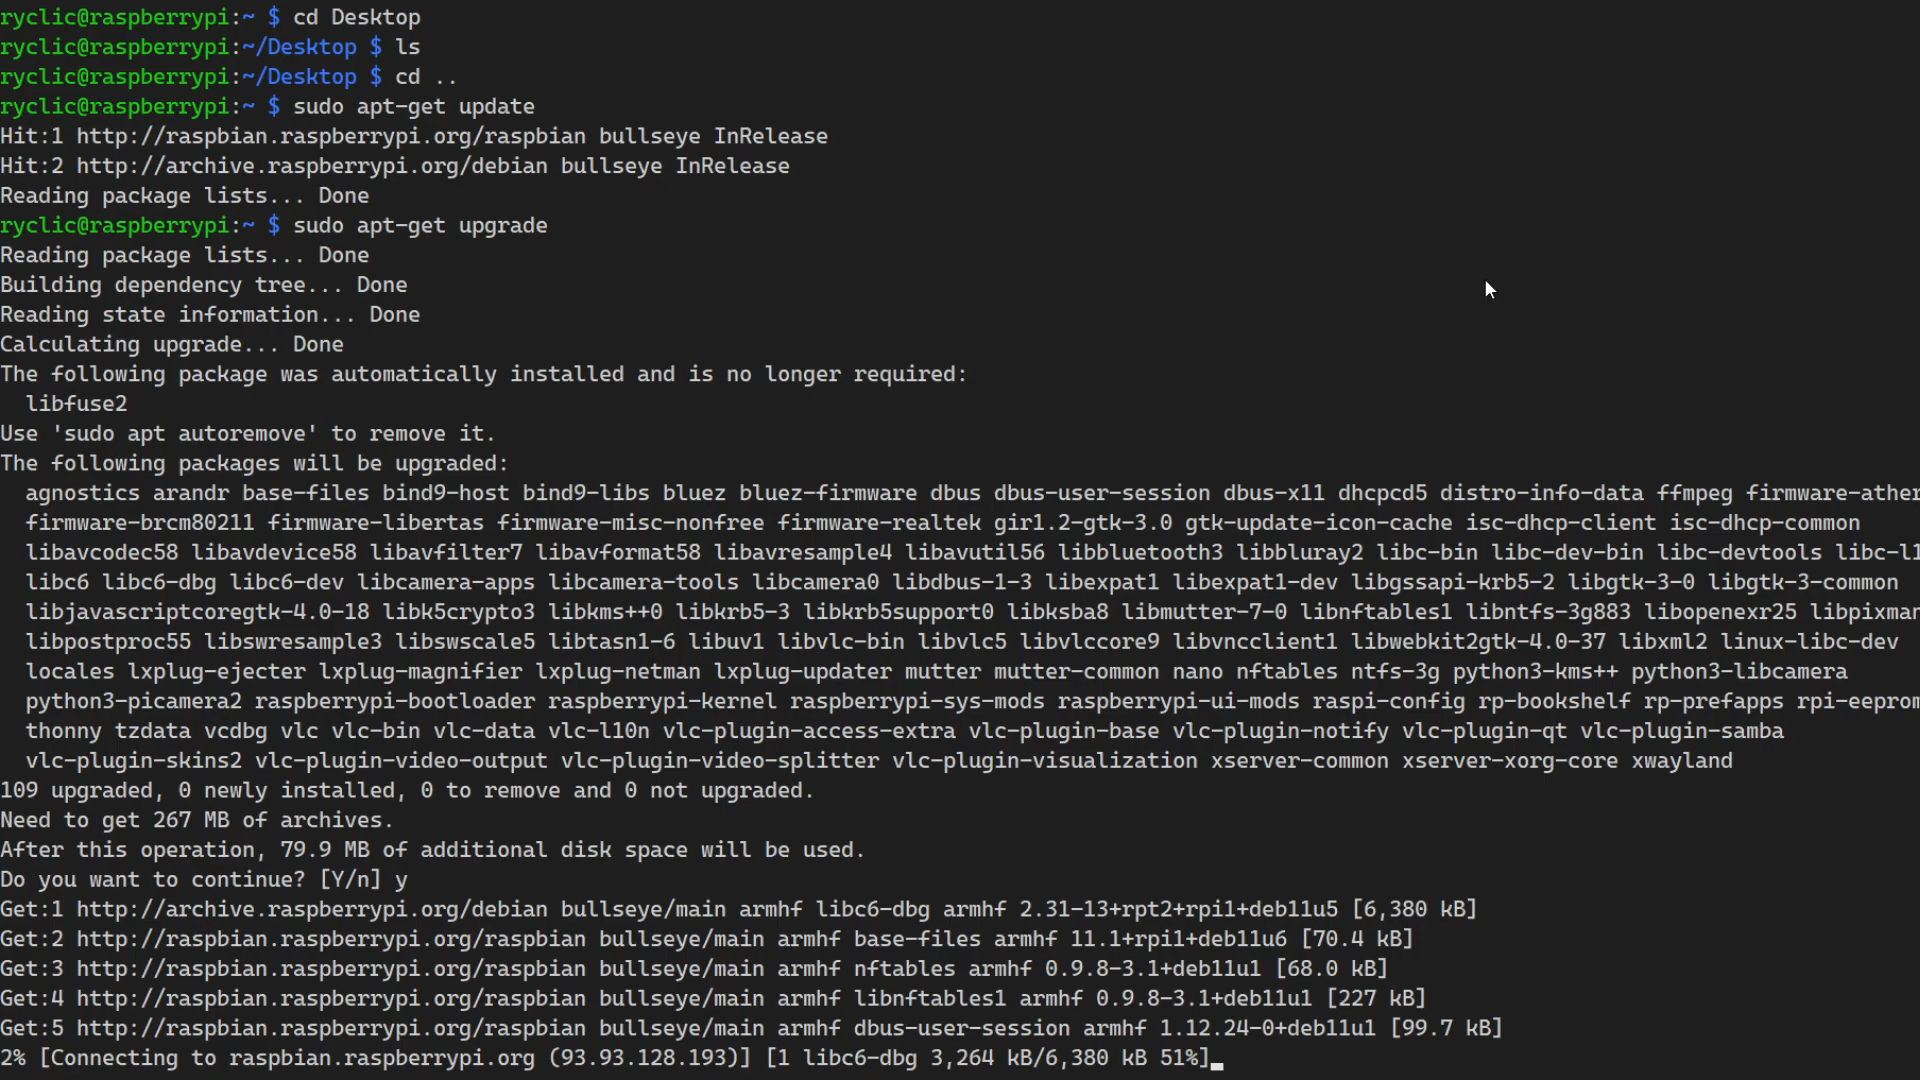 ryclic@raspberrypi:~ $ cd Desktop
ryclic@raspberrypi:~/Desktop $ ls
ryclic@raspberrypi:~/Desktop $ cd ..
ryclic@raspberrypi:~ $ sudo apt-get update
Hit:1 http://raspbian.raspberrypi.org/raspbian bullseye InRelease
Hit:2 http://archive.raspberrypi.org/debian bullseye InRelease
Reading package lists... Done
ryclic@raspberrypi:~ $ sudo apt-get upgrade
Reading package lists... Done
Building dependency tree... Done
Reading state information... Done
Calculating upgrade... Done
The following package was automatically installed and is no longer required:
  libfuse2
Use 'sudo apt autoremove' to remove it.
The following packages will be upgraded:
  agnostics arandr base-files bind9-host bind9-libs bluez bluez-firmware dbus dbus-user-session dbus-x11 dhcpcd5 distro-info-data ffmpeg firmware-ather
  firmware-brcm80211 firmware-libertas firmware-misc-nonfree firmware-realtek gir1.2-gtk-3.0 gtk-update-icon-cache isc-dhcp-client isc-dhcp-common
  libavcodec58 libavdevice58 libavfilter7 libavformat58 libavresample4 libavutil56 libbluetooth3 libbluray2 libc-bin libc-dev-bin libc-devtools libc-l1
  libc6 libc6-dbg libc6-dev libcamera-apps libcamera-tools libcamera0 libdbus-1-3 libexpat1 libexpat1-dev libgssapi-krb5-2 libgtk-3-0 libgtk-3-common
  libjavascriptcoregtk-4.0-18 libk5crypto3 libkms++0 libkrb5-3 libkrb5support0 libksba8 libmutter-7-0 libnftables1 libntfs-3g883 libopenexr25 libpixman
  libpostproc55 libswresample3 libswscale5 libtasn1-6 libuv1 libvlc-bin libvlc5 libvlccore9 libvncclient1 libwebkit2gtk-4.0-37 libxml2 linux-libc-dev
  locales lxplug-ejecter lxplug-magnifier lxplug-netman lxplug-updater mutter mutter-common nano nftables ntfs-3g python3-kms++ python3-libcamera
  python3-picamera2 raspberrypi-bootloader raspberrypi-kernel raspberrypi-sys-mods raspberrypi-ui-mods raspi-config rp-bookshelf rp-prefapps rpi-eeprom
  thonny tzdata vcdbg vlc vlc-bin vlc-data vlc-l10n vlc-plugin-access-extra vlc-plugin-base vlc-plugin-notify vlc-plugin-qt vlc-plugin-samba
  vlc-plugin-skins2 vlc-plugin-video-output vlc-plugin-video-splitter vlc-plugin-visualization xserver-common xserver-xorg-core xwayland
109 upgraded, 0 newly installed, 0 to remove and 0 not upgraded.
Need to get 267 MB of archives.
After this operation, 79.9 MB of additional disk space will be used.
Do you want to continue? [Y/n] y
Get:1 http://archive.raspberrypi.org/debian bullseye/main armhf libc6-dbg armhf 2.31-13+rpt2+rpi1+deb11u5 [6,380 kB]
Get:2 http://raspbian.raspberrypi.org/raspbian bullseye/main armhf base-files armhf 11.1+rpi1+deb11u6 [70.4 kB]
Get:3 http://raspbian.raspberrypi.org/raspbian bullseye/main armhf nftables armhf 0.9.8-3.1+deb11u1 [68.0 kB]
Get:4 http://raspbian.raspberrypi.org/raspbian bullseye/main armhf libnftables1 armhf 0.9.8-3.1+deb11u1 [227 kB]
Get:5 http://raspbian.raspberrypi.org/raspbian bullseye/main armhf dbus-user-session armhf 1.12.24-0+deb11u1 [99.7 kB]
2% [Connecting to raspbian.raspberrypi.org (93.93.128.193)] [1 libc6-dbg 3,264 kB/6,380 kB 51%]